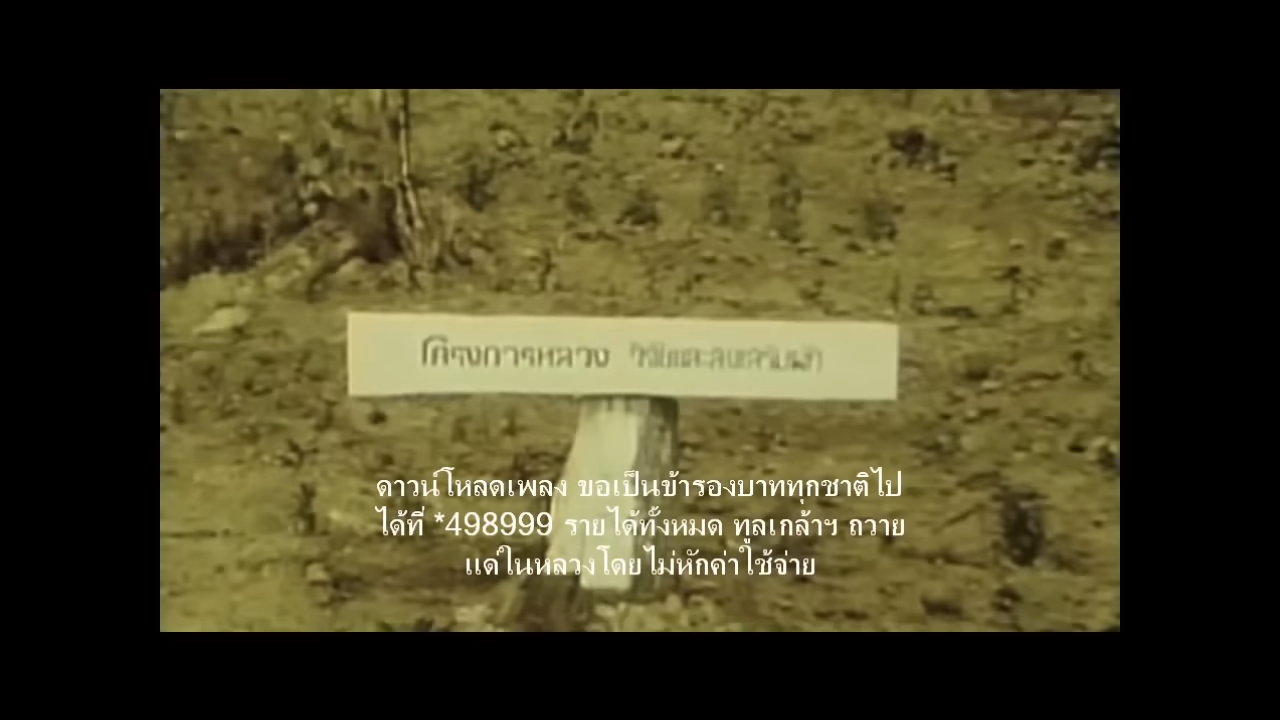 โครงการหลวง
ดาวน์โหลดเพลง ขอเป็นข้ารองบาททุกชาติไป
ได้ที่ *498999 รายได้ทั้งหมด ทูลเกล้าฯ ถวาย
แด่ในหลวงโดยไม่หักค่าใช้จ่าย